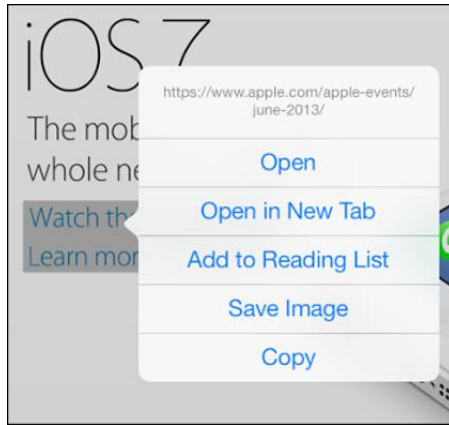 iOS 7
The mob
whole ne
Watch th
Learn mor
https://www.apple.com/apple-events/
june-2013/
Open
Open in New Tab
Add to Reading List
Save Image
Copy